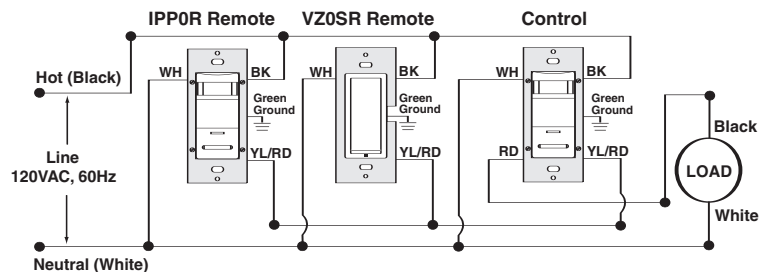 IPP0R Remote
VZ0SR Remote
Control
Hot (Black)
WH
BK
WH
BK
WH
BK
Green
Ground
Green
Ground
Green
Ground
Black
Line
120VAC, 60Hz
YL/RD
YL/RD
RD
YL/RD
LOAD
White
Neutral (White)